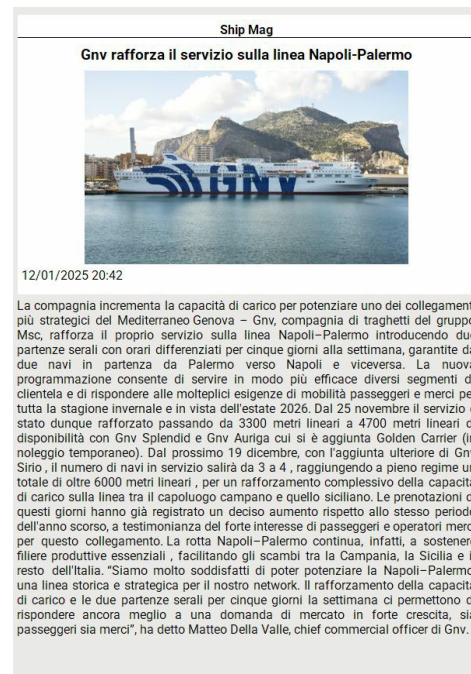 Ship Mag
Gnv rafforza il servizio sulla linea Napoli-Palermo
GNV
12/01/2025 20:42
La compagnia incrementa la capacità di carico per potenziare uno dei collegament
più strategici del Mediterraneo Genova – Gnv, compagnia di traghetti del gruppo
Msc, rafforza il proprio servizio sulla linea Napoli–Palermo introducendo du
partenze serali con orari differenziati per cinque giorni alla settimana, garantite da
due navi in partenza da Palermo verso Napoli e viceversa. La nuova
programmazione consente di servire in modo più efficace diversi segmenti d
clientela e di rispondere alle molteplici esigenze di mobilità passeggeri e merci pe
tutta la stagione invernale e in vista dell'estate 2026. Dal 25 novembre il servizio
stato dunque rafforzato passando da 3300 metri lineari a 4700 metri lineari d
disponibilità con Gnv Splendid e Gnv Auriga cui si è aggiunta Golden Carrier (i
noleggio temporaneo). Dal prossimo 19 dicembre, con l'aggiunta ulteriore di Gnv
Sirio , il numero di navi in servizio salirà da 3 a 4 , raggiungendo a pieno regime un
totale di oltre 6000 metri lineari , per un rafforzamento complessivo della capacità
di carico sulla linea tra il capoluogo campano e quello siciliano. Le prenotazioni d
questi giorni hanno già registrato un deciso aumento rispetto allo stesso periodo
dell'anno scorso, a testimonianza del forte interesse di passeggeri e operatori merc
per questo collegamento. La rotta Napoli–Palermo continua, infatti, a sostenere
filiere produttive essenziali , facilitando gli scambi tra la Campania, la Sicilia e i
resto dell'Italia. “Siamo molto soddisfatti di poter potenziare la Napoli–Palermo
una linea storica e strategica per il nostro network. Il rafforzamento della capacità
di carico e le due partenze serali per cinque giorni la settimana ci permettono d
rispondere ancora meglio a una domanda di mercato in forte crescita, sia
passeggeri sia merci”, ha detto Matteo Della Valle, chief commercial officer di Gnv.